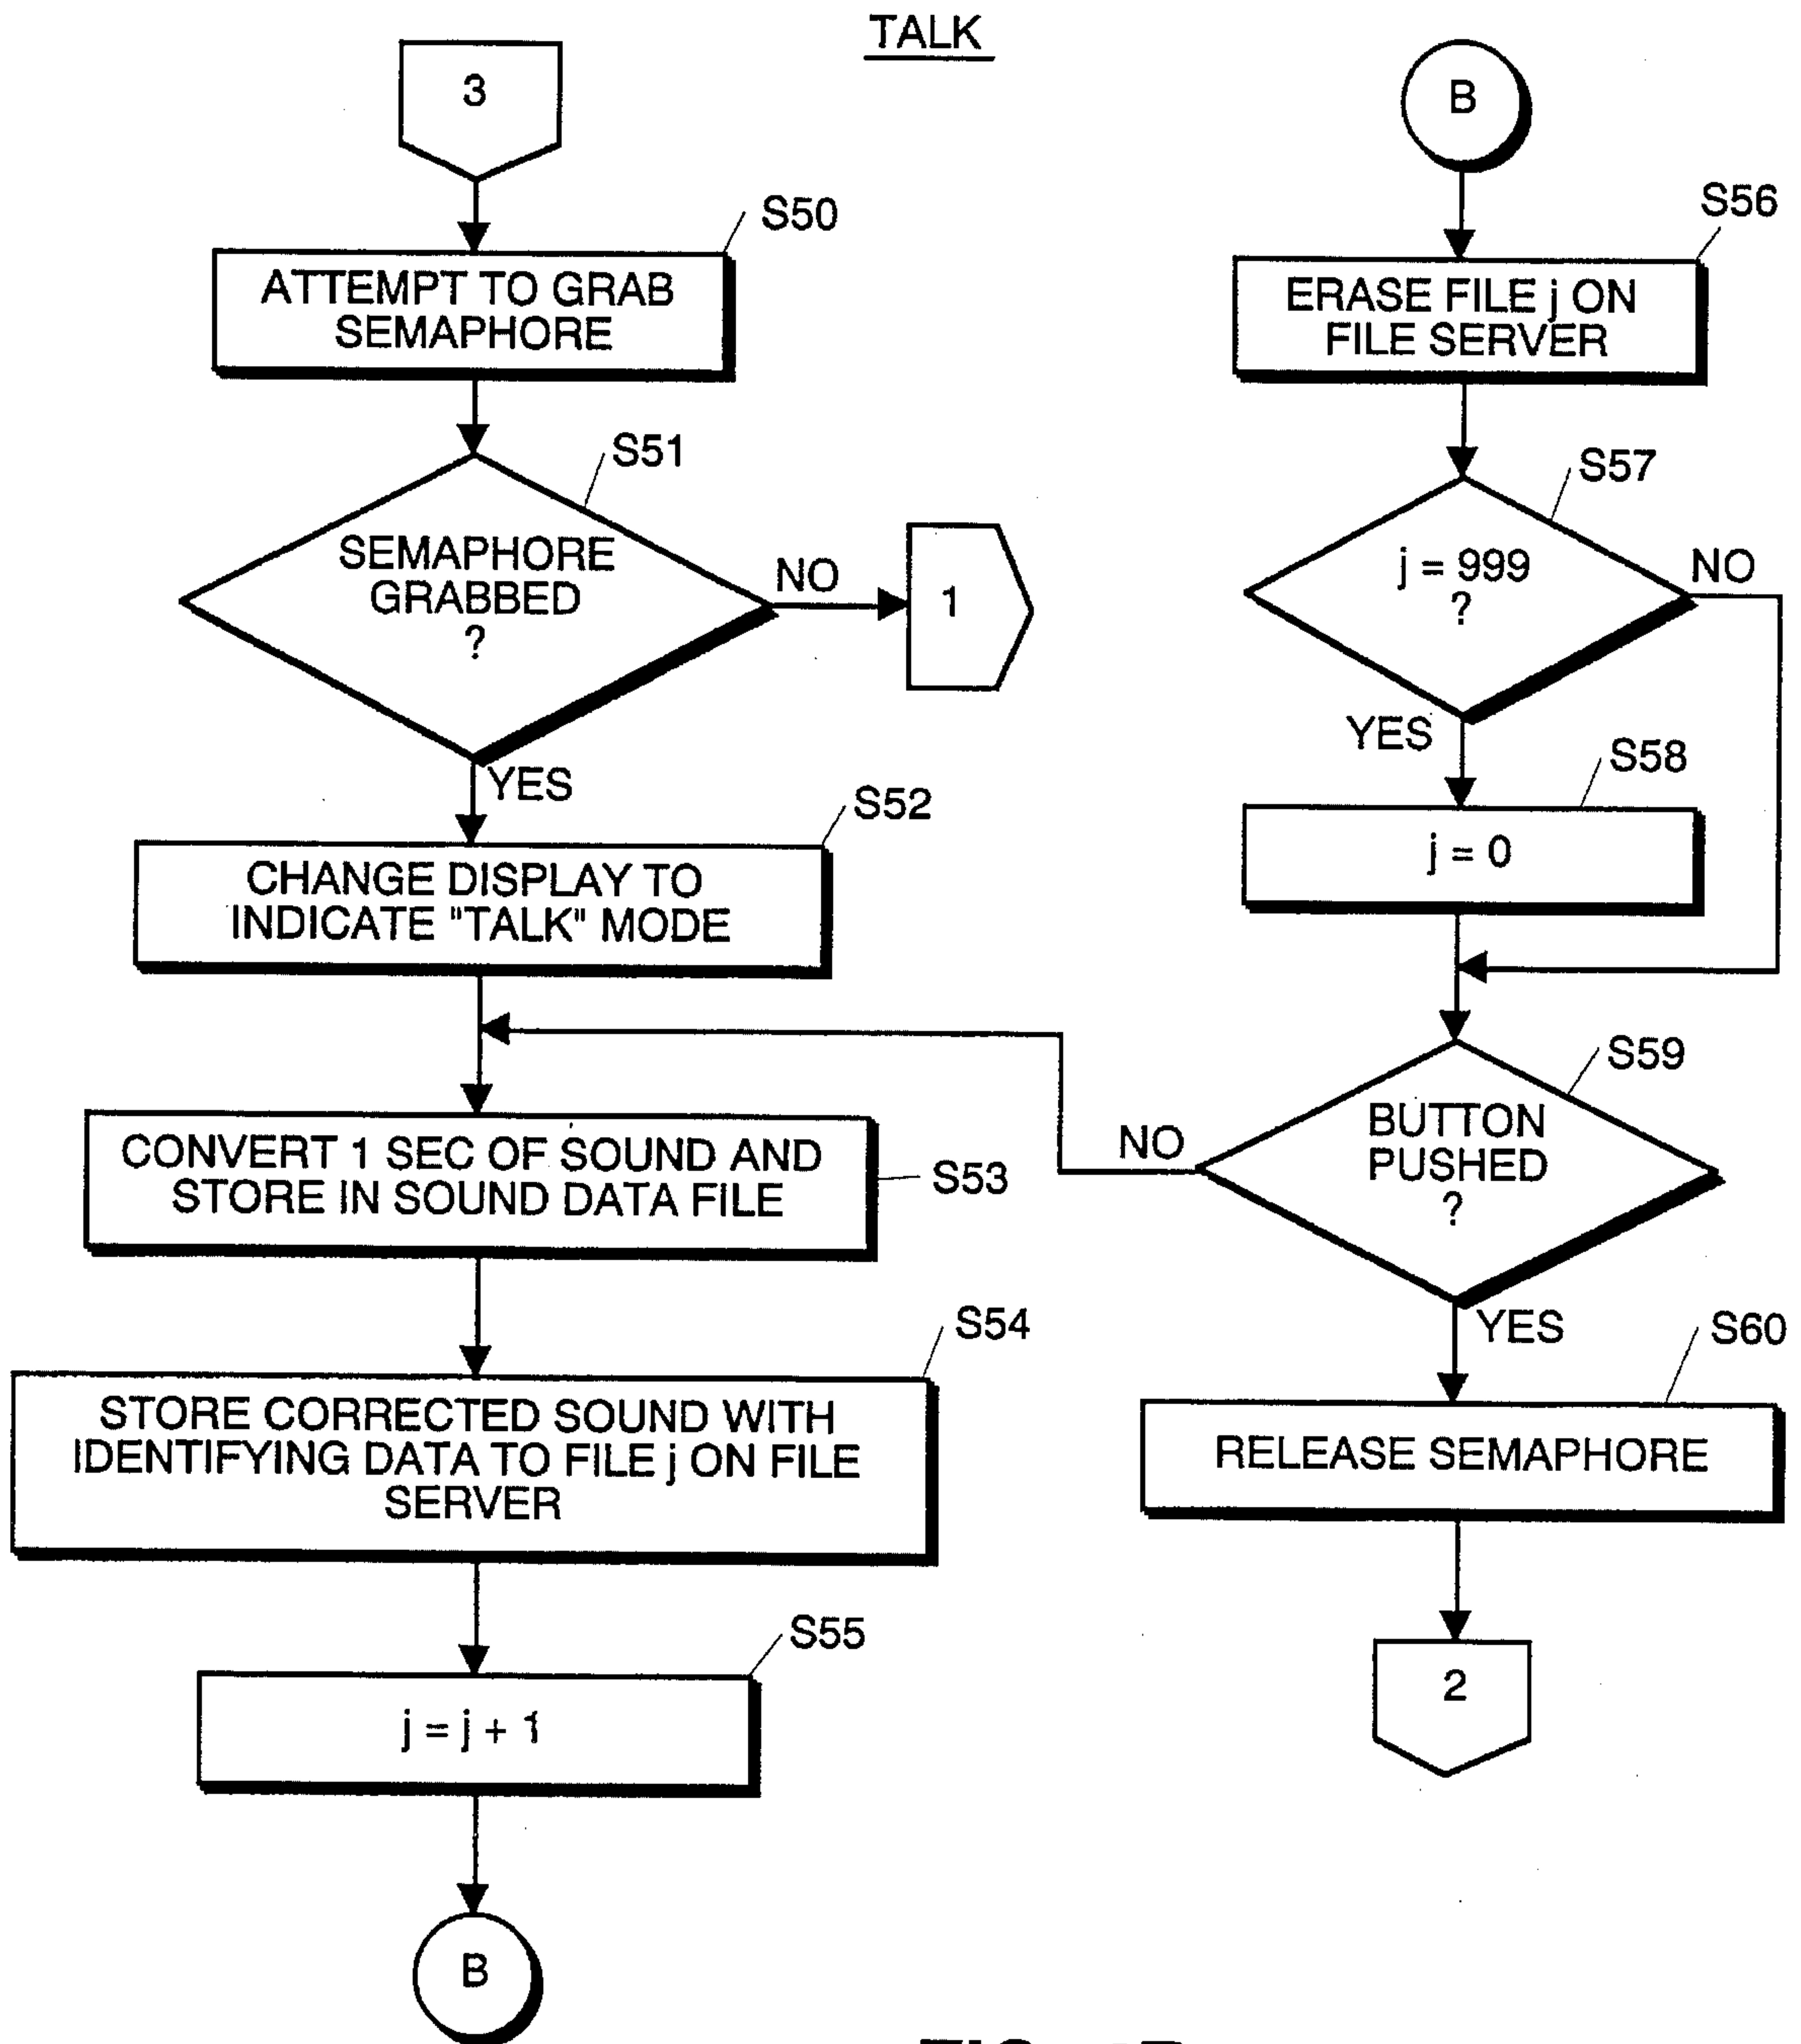 TALK
3
S50
ATTEMPT TO GRAB
SEMAPHORE
S51
SEMAPHORE
GRABBED
?
NO
1
YES
S52
CHANGE DISPLAY TO
INDICATE "TALK" MODE
CONVERT 1 SEC OF SOUND AND
STORE IN SOUND DATA FILE
S53
S54
STORE CORRECTED SOUND WITH
IDENTIFYING DATA TO FILE j ON FILE
SERVER
S55
j = j + 1
B
B
S56
ERASE FILE j ON
FILE SERVER
S57
j = 999
?
NO
YES
S58
j = 0
S59
BUTTON
PUSHED
?
NO
YES
S60
RELEASE SEMAPHORE
2